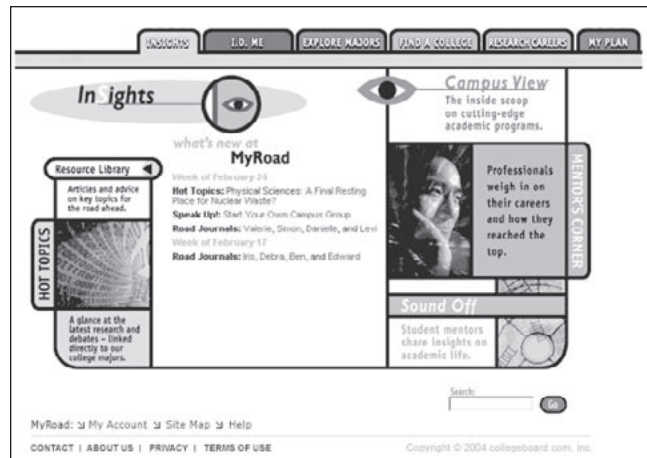 INSIGHTS
I.D. ME
EXPLORE MAJORS
FIND A COLLEGE
RESEARCH CAREERS
MY PLAN
InSights
Campus View
The inside scoop
on cutting-edge
academic programs.
what's new at
MyRoad
Week of February 24
Hot Topics: Physical Sciences: A Final Resting
Place for Nuclear Waste?
Speak Up!: Start Your Own Campus Group
Road Journals: Valerie, Simon, Danielle, and Levi
Week of February 17
Road Journals: Iris, Debra, Ben, and Edward
Resource Library
Articles and advice
on key topics for
the road ahead.
HOT TOPICS
A glance at the
latest research and
debates – linked
directly to our
college majors.
Professionals
weigh in on
their careers
and how they
reached the
top.
MENTOR'S CORNER
Sound Off
Student mentors
share insights on
academic life.
Search:
Go
MyRoad: My Account Site Map Help
CONTACT | ABOUT US | PRIVACY | TERMS OF USE
Copyright © 2004 collegeboard.com, Inc.